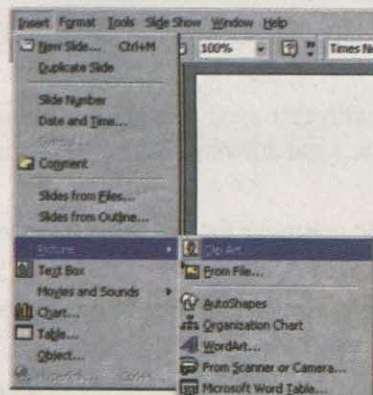 Insert Format Tools Slide Show Window Help
New Slide... Ctrl+M
100%
Times Ne
Duplicate Slide
Slide Number
Date and Time...
Comment
Slides from Files...
Slides from Outline...
Picture
Clip Art
Text Box
From File...
Movies and Sounds
AutoShapes
Chart...
Organization Chart
Table...
WordArt...
Object...
From Scanner or Camera...
Microsoft Word Table...